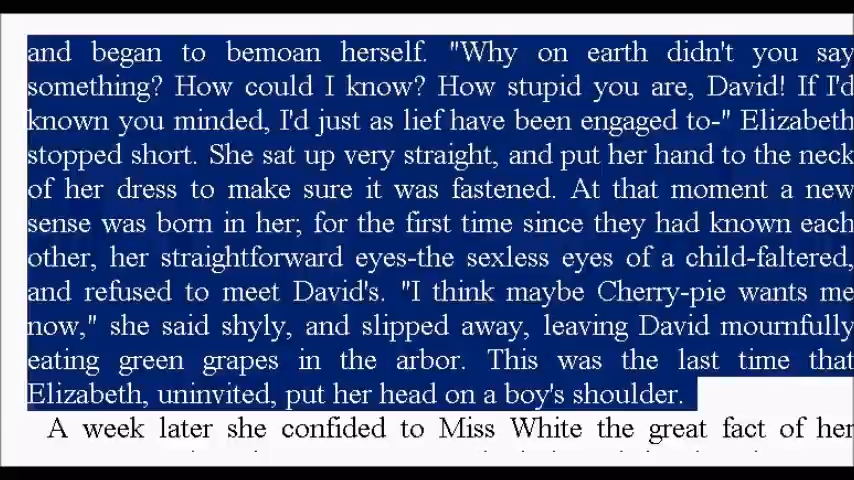 and began to bemoan herself. "Why on earth didn't you say
something? How could I know? How stupid you are, David! If I'd
known you minded, I'd just as lief have been engaged to-" Elizabeth
stopped short. She sat up very straight, and put her hand to the neck
of her dress to make sure it was fastened. At that moment a new
sense was born in her; for the first time since they had known each
other, her straightforward eyes-the sexless eyes of a child-faltered,
and refused to meet David's. "I think maybe Cherry-pie wants me
now," she said shyly, and slipped away, leaving David mournfully
eating green grapes in the arbor. This was the last time that
Elizabeth, uninvited, put her head on a boy's shoulder.
A week later she confided to Miss White the great fact of her